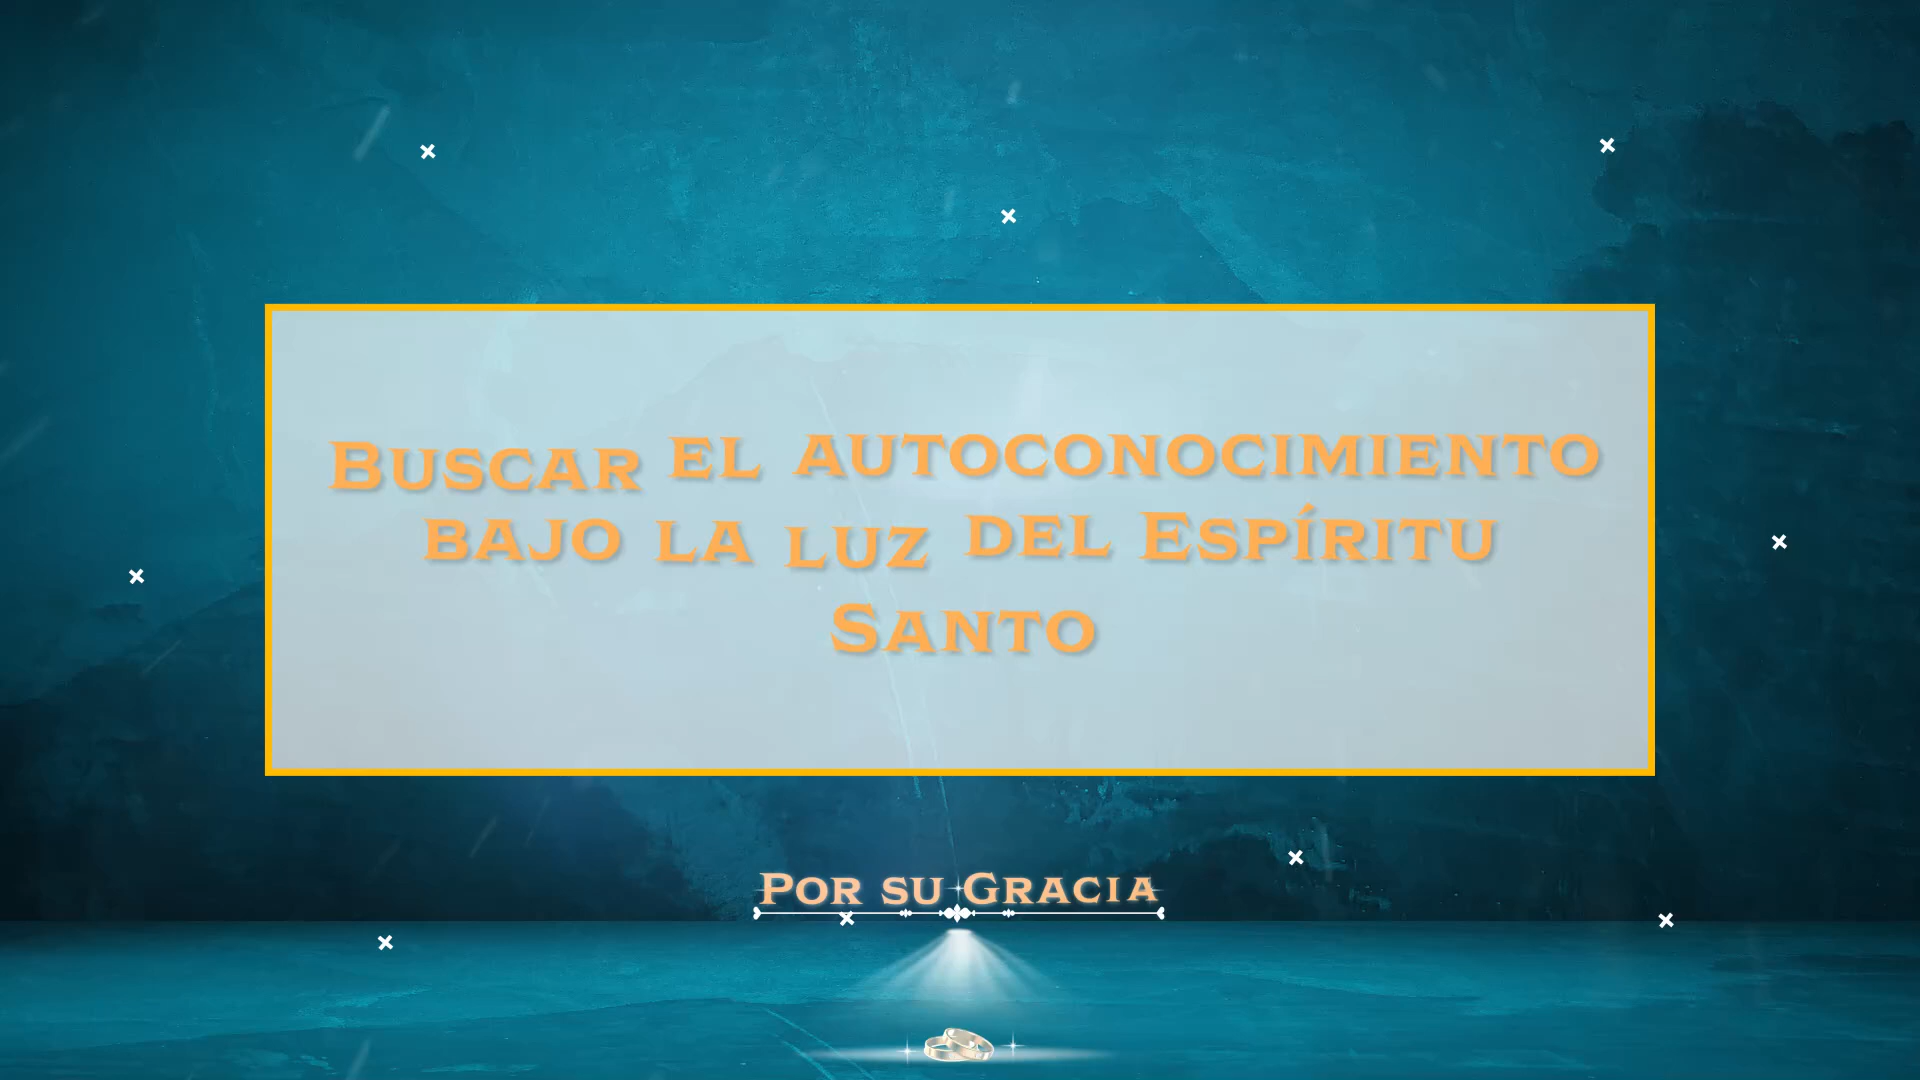 Buscar el autoconocimiento
bajo la luz del Espíritu
Santo
Por su Gracia